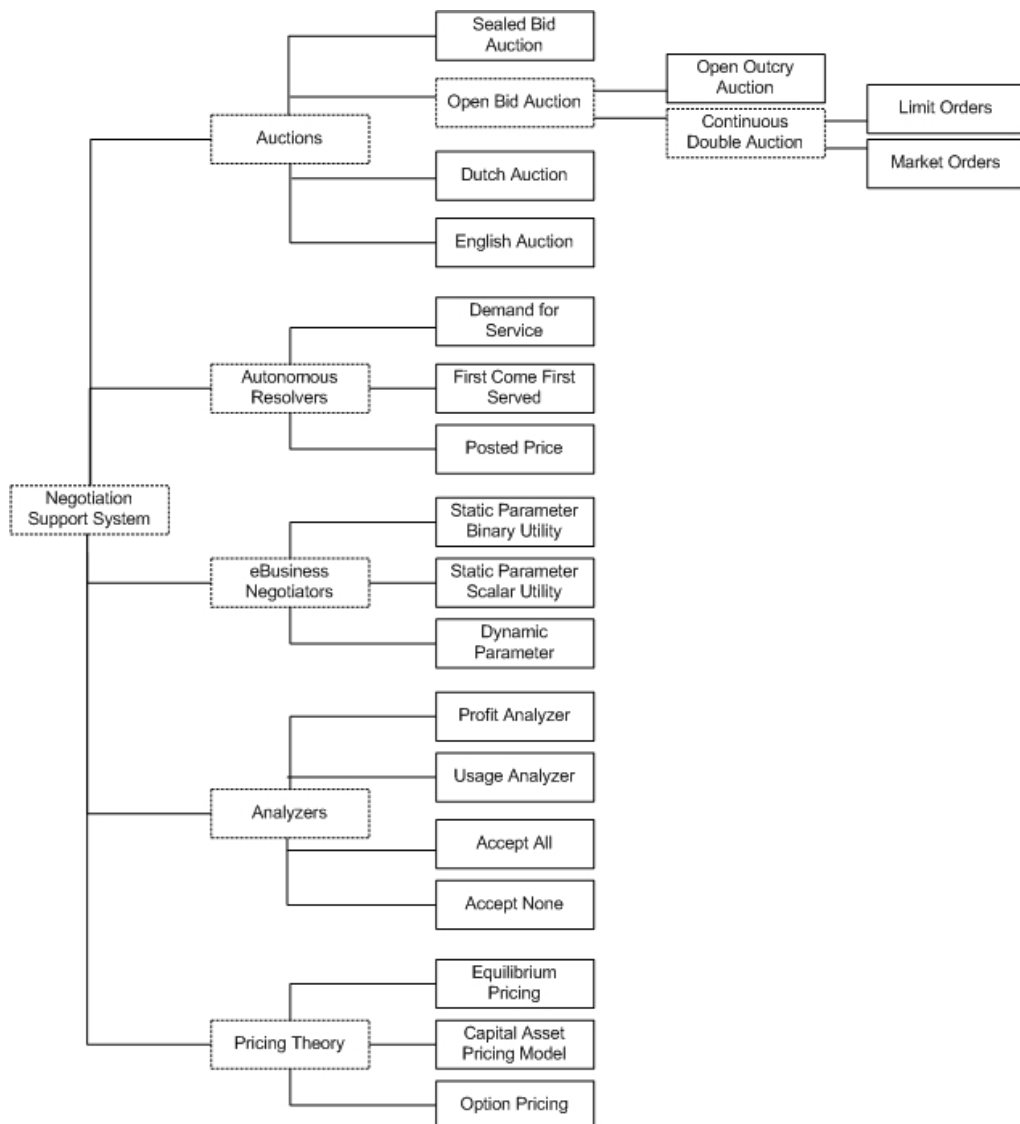 Sealed Bid
Auction
Open Bid Auction
Open Outcry
Auction
Continuous
Double Auction
Limit Orders
Market Orders
Auctions
Dutch Auction
English Auction
Demand for
Service
Autonomous
Resolvers
First Come First
Served
Posted Price
Negotiation
Support System
Static Parameter
Binary Utility
eBusiness
Negotiators
Static Parameter
Scalar Utility
Dynamic
Parameter
Profit Analyzer
Usage Analyzer
Analyzers
Accept All
Accept None
Equilibrium
Pricing
Pricing Theory
Capital Asset
Pricing Model
Option Pricing